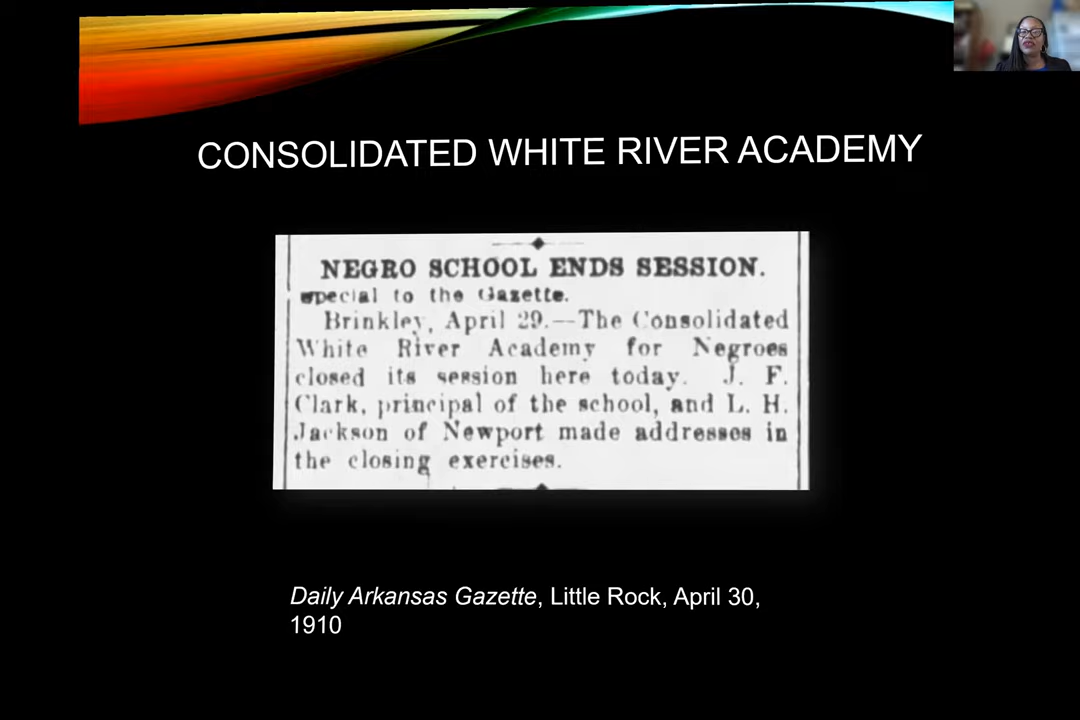 CONSOLIDATED WHITE RIVER ACADEMY
NEGRO SCHOOL ENDS SESSION.
special to the Gazette.
Brinkley, April 29.—The Consolidated
White River Academy for Negroes
closed its session here today. J. F.
Clark, principal of the school, and L. H.
Jackson of Newport made addresses in
the closing exercises.
Daily Arkansas Gazette, Little Rock, April 30,
1910